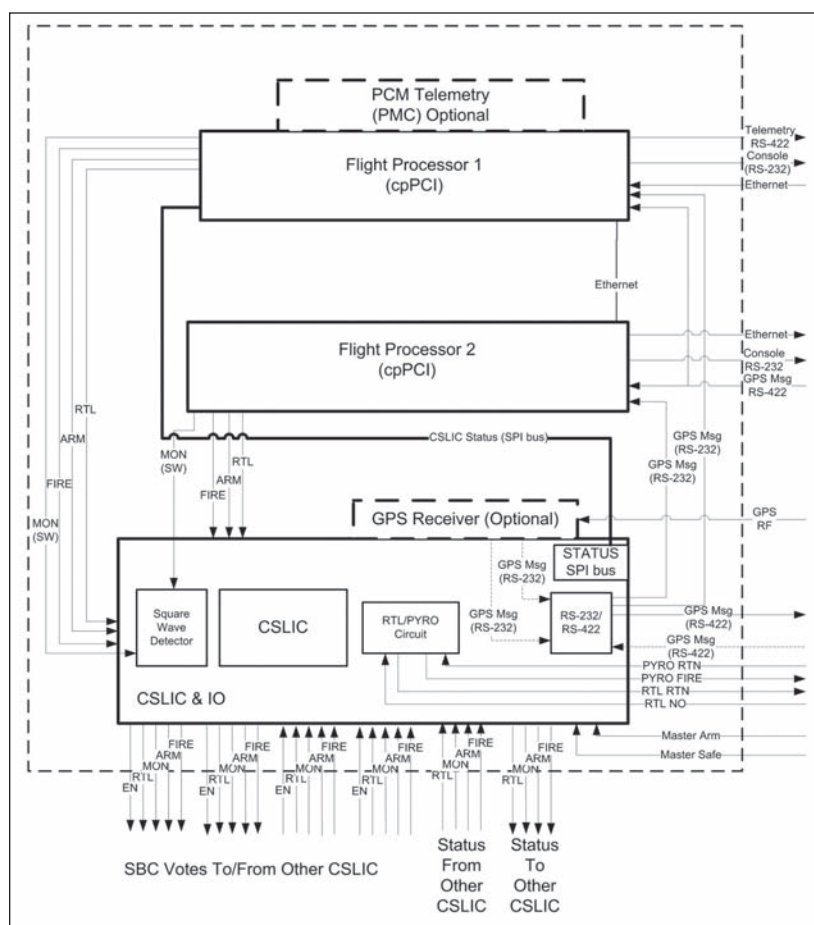 PCM Telemetry
(PMC) Optional
Flight Processor 1
(cpPCI)
Telemetry
RS-422
Console
(RS-232)
Ethernet
Ethernet
Flight Processor 2
(cpPCI)
Ethernet
Console
RS-232
GPS Msg
RS-422
RTL
ARM
FIRE
MON
(SW)
MON
(SW)
FIRE
ARM
RTL
CSLIC Status (SPI bus)
GPS Msg
(RS-232)
GPS Msg
(RS-232)
GPS Receiver (Optional)
GPS
RF
STATUS
SPI bus
GPS Msg
(RS-232)
GPS Msg
(RS-232)
Square
Wave
Detector
CSLIC
RTL/PYRO
Circuit
RS-232/
RS-422
GPS Msg
(RS-422)
GPS Msg
(RS-422)
PYRO RTN
PYRO FIRE
RTL RTN
RTL NO
CSLIC & IO
Master Arm
Master Safe
FIRE
ARM
MON
RTL
EN
FIRE
ARM
MON
RTL
EN
FIRE
ARM
MON
RTL
EN
FIRE
ARM
MON
RTL
EN
FIRE
ARM
MON
RTL
FIRE
ARM
MON
RTL
SBC Votes To/From Other CSLIC
Status
From
Other
CSLIC
Status
To
Other
CSLIC